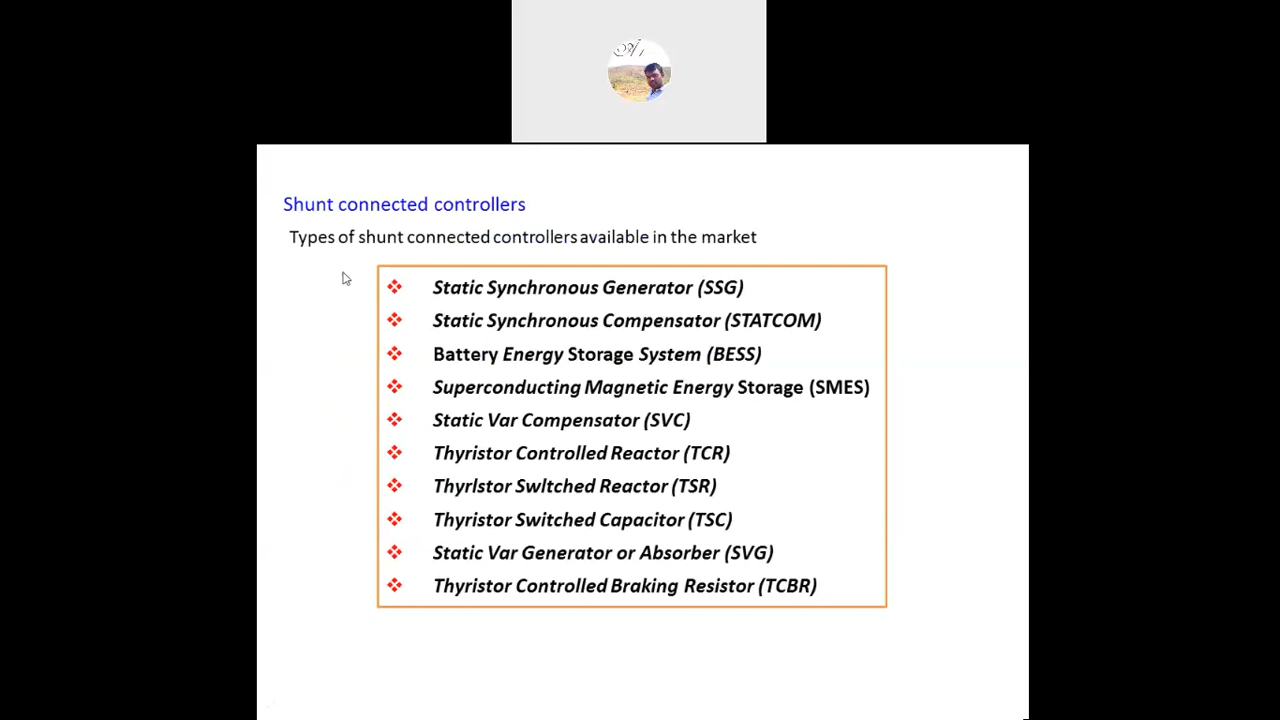 Shunt connected controllers
Types of shunt connected controllers available in the market
❖ Static Synchronous Generator (SSG)
❖ Static Synchronous Compensator (STATCOM)
❖ Battery Energy Storage System (BESS)
❖ Superconducting Magnetic Energy Storage (SMES)
❖ Static Var Compensator (SVC)
❖ Thyristor Controlled Reactor (TCR)
❖ Thyrlstor Swltched Reactor (TSR)
❖ Thyristor Switched Capacitor (TSC)
❖ Static Var Generator or Absorber (SVG)
❖ Thyristor Controlled Braking Resistor (TCBR)